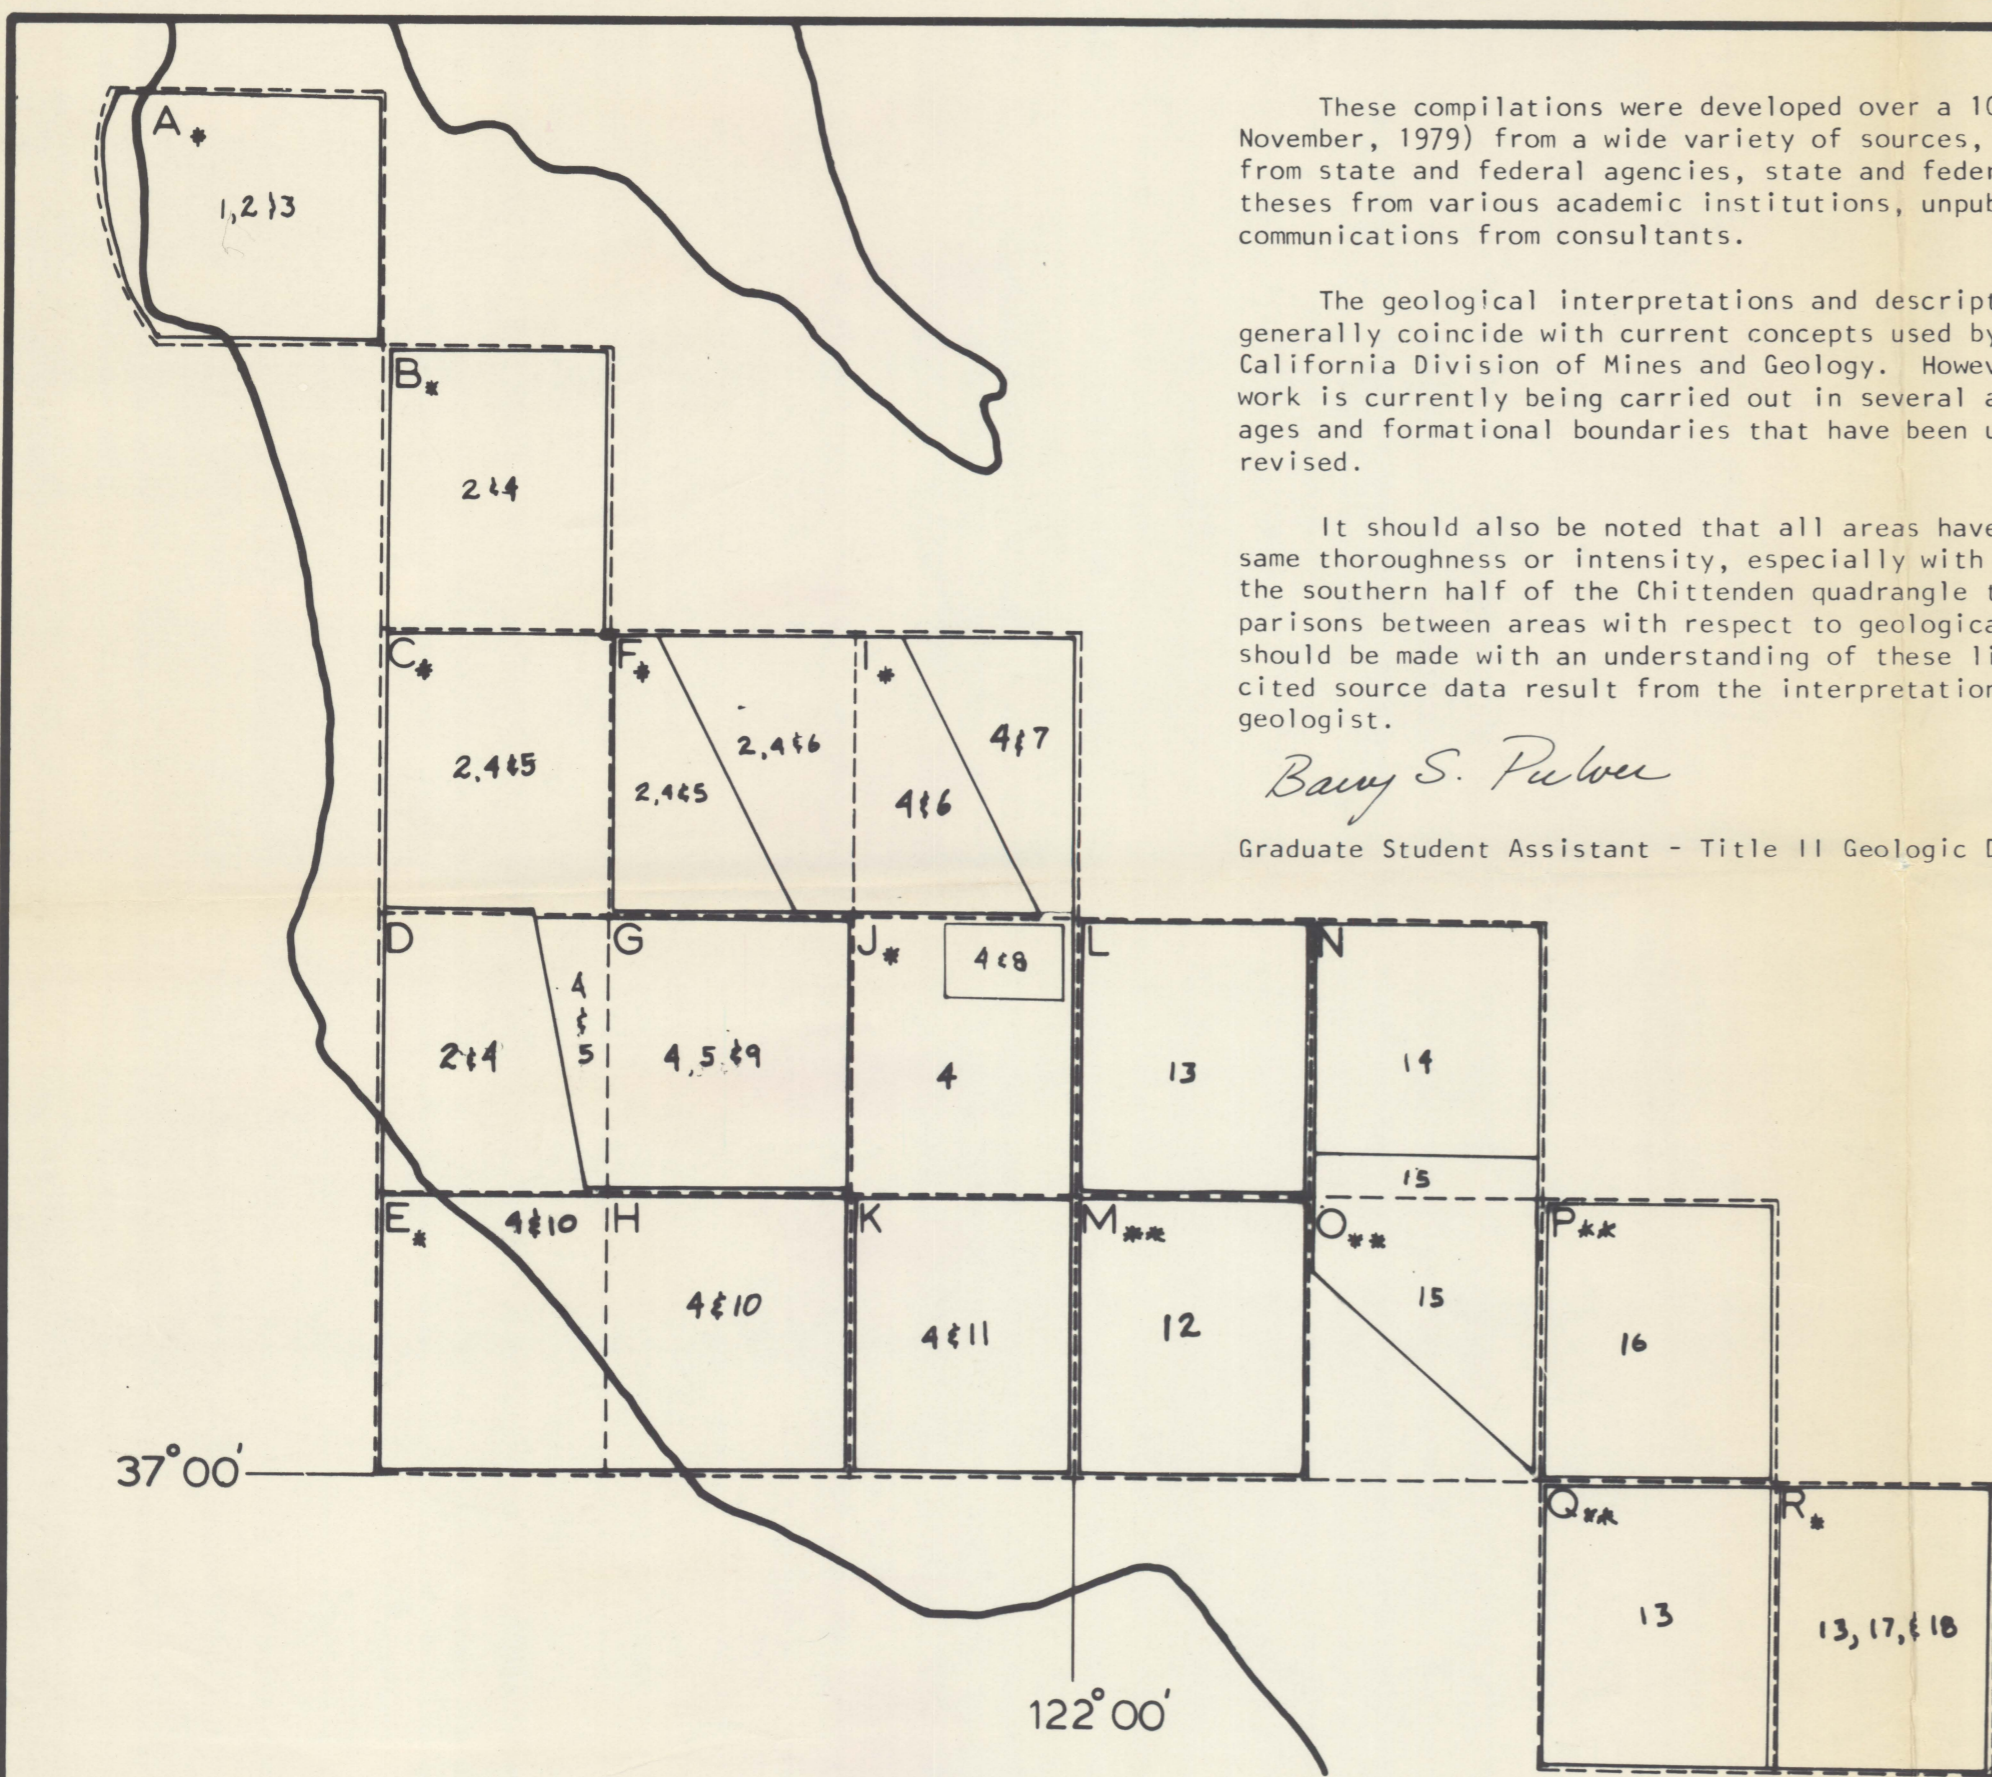 These compilations were developed over a 10
November, 1979) from a wide variety of sources,
from state and federal agencies, state and feder
theses from various academic institutions, unpub
communications from consultants.
The geological interpretations and descript
generally coincide with current concepts used by
California Division of Mines and Geology. Howev
work is currently being carried out in several a
ages and formational boundaries that have been u
revised.
It should also be noted that all areas have
same thoroughness or intensity, especially with
the southern half of the Chittenden quadrangle t
parisons between areas with respect to geologica
should be made with an understanding of these li
cited source data result from the interpretation
geologist.
Barry S. Pulver
Graduate Student Assistant - Title II Geologic D
A*
1,2&3
B*
2&4
C*
2,4&5
F*
2,4&5
2,4&6
I*
4&6
4&7
D
2&4
4
&
5
G
4,5,&9
J*
4&8
4
L
13
N
14
15
E*
4&10
H
4&10
K
4&11
M**
12
O**
15
P**
16
37°00'
Q**
13
R*
13,17,&18
122°00'